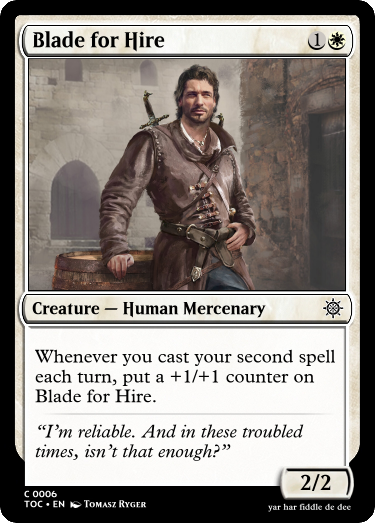 Blade for Hire 1
Creature — Human Mercenary
Whenever you cast your second spell
each turn, put a +1/+1 counter on
Blade for Hire.
“I’m reliable. And in these troubled
times, isn’t that enough?”
2/2
C 0006
TOC • EN Tomasz Ryger
yar har fiddle de dee